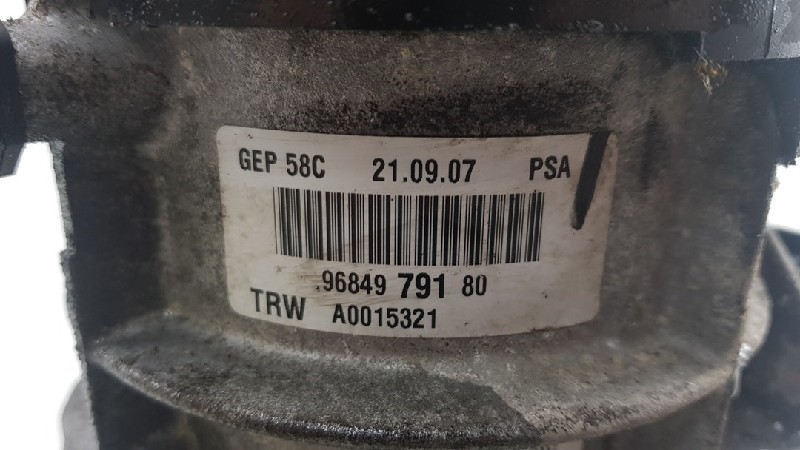 GEP 58C 21.09.07 PSA
96849 791 80
TRW A0015321